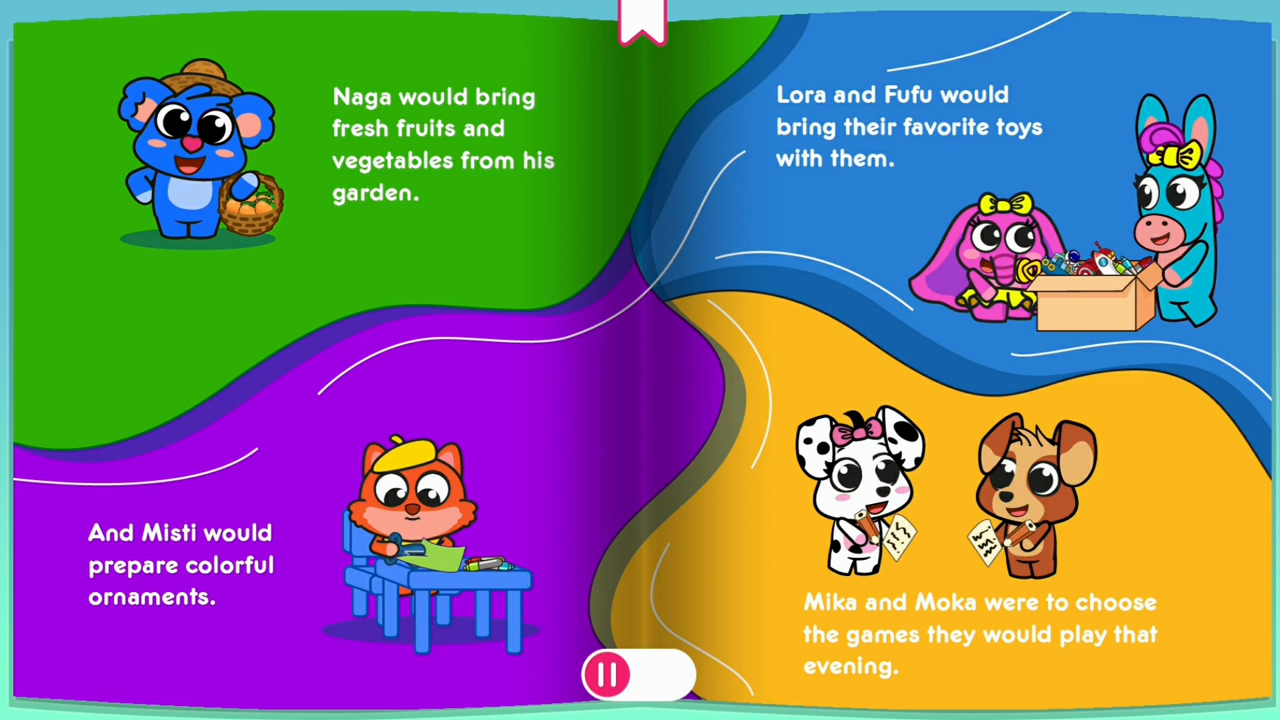 Naga would bring
fresh fruits and
vegetables from his
garden.
And Misti would
prepare colorful
ornaments.
Lora and Fufu would
bring their favorite toys
with them.
Mika and Moka were to choose
the games they would play that
evening.